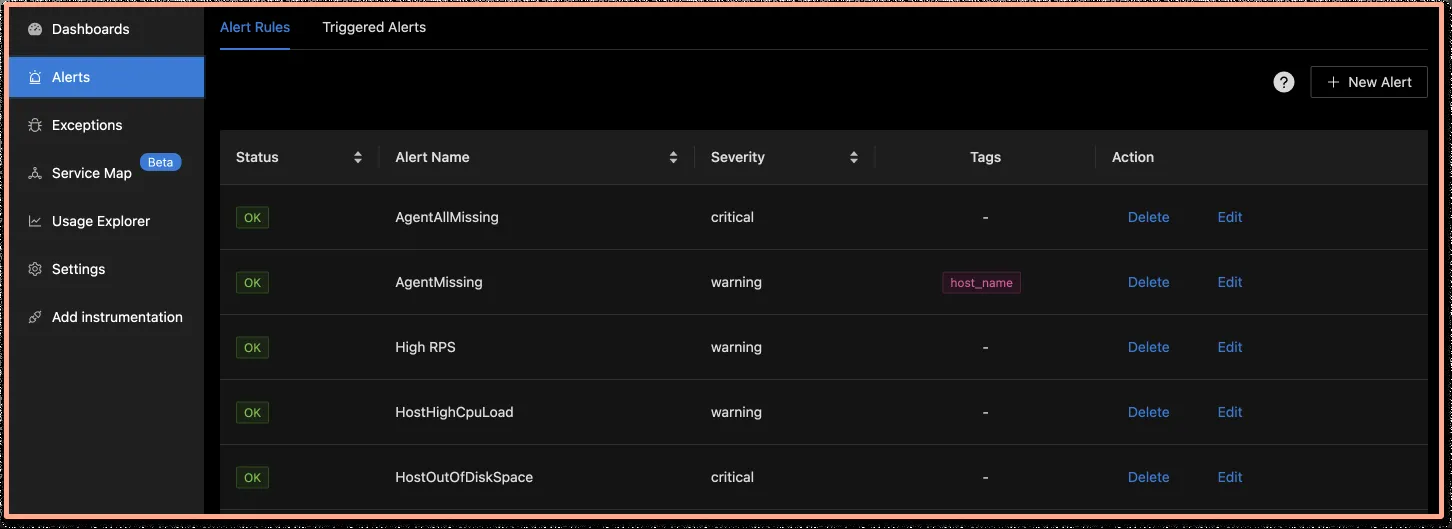 Dashboards
Alerts
Exceptions
Service Map Beta
Usage Explorer
Settings
Add instrumentation
Alert Rules Triggered Alerts
? + New Alert
Status Alert Name Severity Tags Action
OK AgentAllMissing critical - Delete Edit
OK AgentMissing warning host_name Delete Edit
OK High RPS warning - Delete Edit
OK HostHighCpuLoad warning - Delete Edit
OK HostOutOfDiskSpace critical - Delete Edit